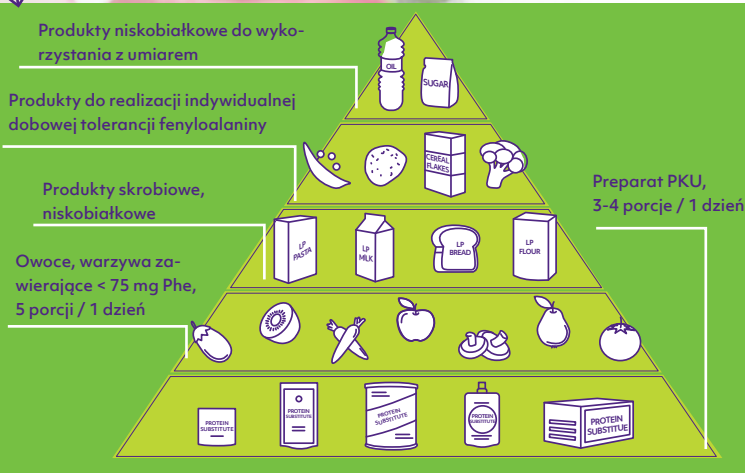 Produkty niskobiałkowe do wyko-
rzystania z umiarem
OIL
SUGAR
Produkty do realizacji indywidualnej
dobowej tolerancji fenyloalaniny
CEREAL
FLAKES
Preparat PKU,
3-4 porcje / 1 dzień
Produkty skrobiowe,
niskobiałkowe
LP
PASTA
LP
MILK
LP
BREAD
LP
FLOUR
Owoce, warzywa za-
wierające < 75 mg Phe,
5 porcji / 1 dzień
PROTEIN
SUBSTITUTE
PROTEIN
SUBSTITUTE
PROTEIN
SUBSTITUTE
PROTEIN
SUBSTITUTE
PROTEIN
SUBSTITUE